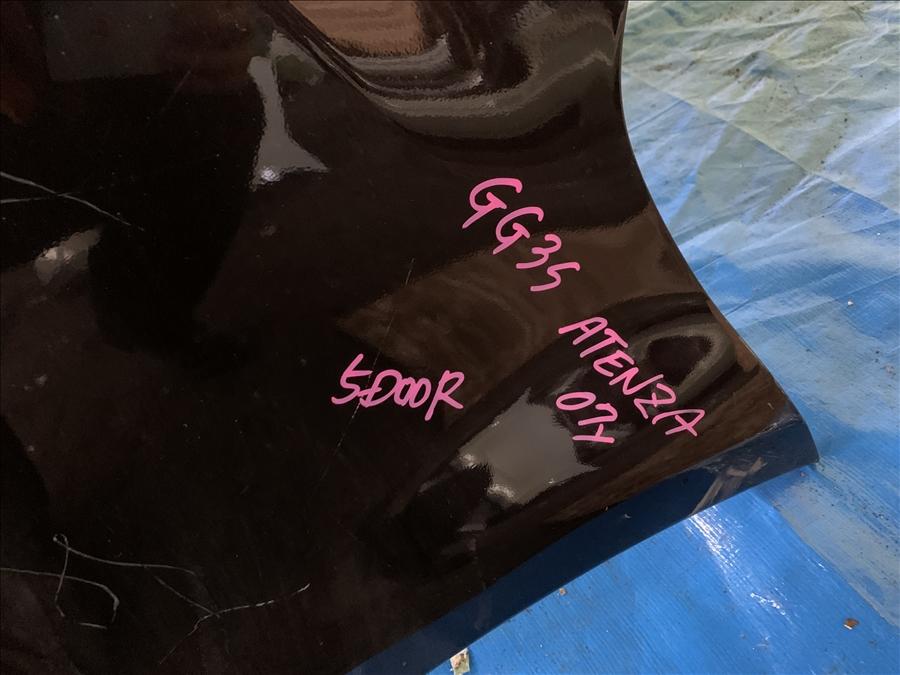 GG3S
ATENZA
07Y
5DOOR